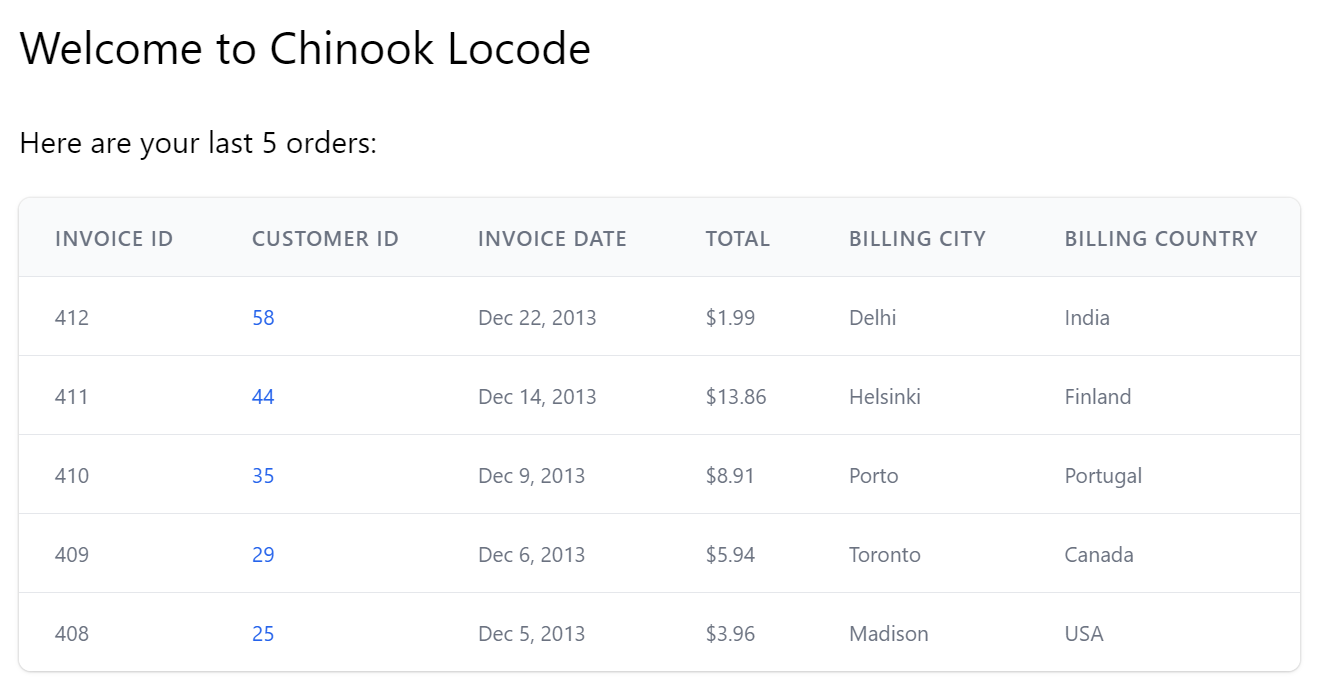 Welcome to Chinook Locode
Here are your last 5 orders:
INVOICE ID CUSTOMER ID INVOICE DATE TOTAL BILLING CITY BILLING COUNTRY
412 58 Dec 22, 2013 $1.99 Delhi India
411 44 Dec 14, 2013 $13.86 Helsinki Finland
410 35 Dec 9, 2013 $8.91 Porto Portugal
409 29 Dec 6, 2013 $5.94 Toronto Canada
408 25 Dec 5, 2013 $3.96 Madison USA